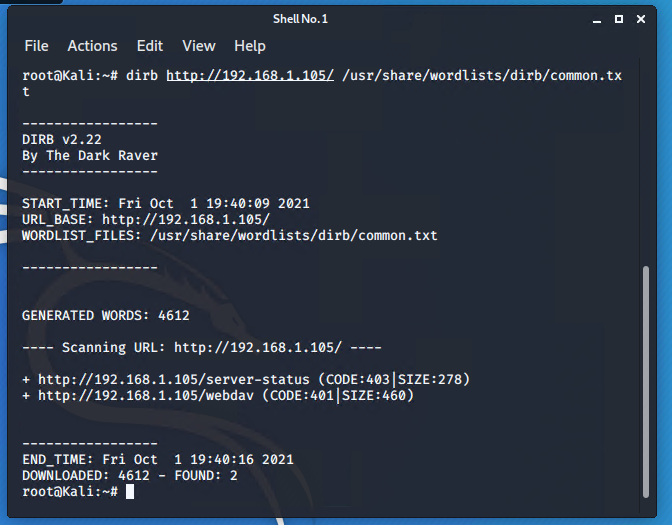 Shell No. 1
File Actions Edit View Help
root@Kali:~# dirb http://192.168.1.105/ /usr/share/wordlists/dirb/common.tx
t
-----------------
DIRB v2.22
By The Dark Raver
-----------------
START_TIME: Fri Oct  1 19:40:09 2021
URL_BASE: http://192.168.1.105/
WORDLIST_FILES: /usr/share/wordlists/dirb/common.txt
-----------------
GENERATED WORDS: 4612
---- Scanning URL: http://192.168.1.105/ ----
+ http://192.168.1.105/server-status (CODE:403|SIZE:278)
+ http://192.168.1.105/webdav (CODE:401|SIZE:460)
-----------------
END_TIME: Fri Oct  1 19:40:16 2021
DOWNLOADED: 4612 - FOUND: 2
root@Kali:~#